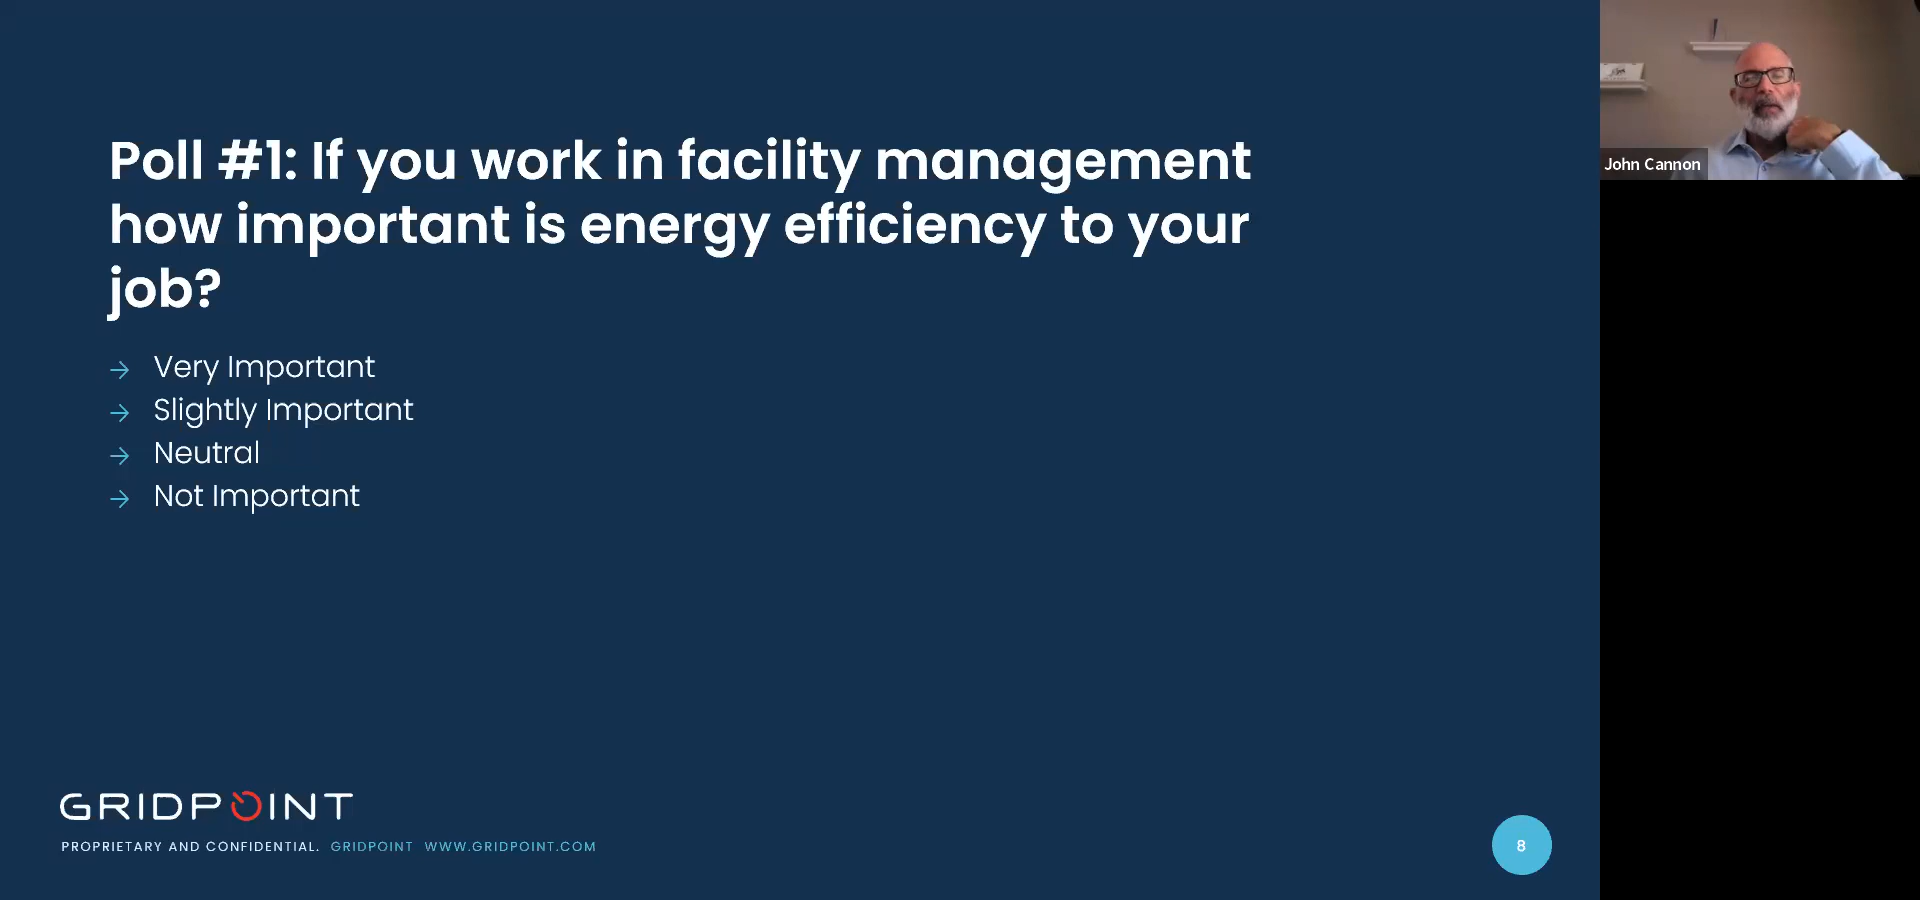 Poll #1: If you work in facility management
how important is energy efficiency to your
job?
→ Very Important
→ Slightly Important
→ Neutral
→ Not Important
GRIDPOINT
PROPRIETARY AND CONFIDENTIAL. GRIDPOINT WWW.GRIDPOINT.COM
8
John Cannon